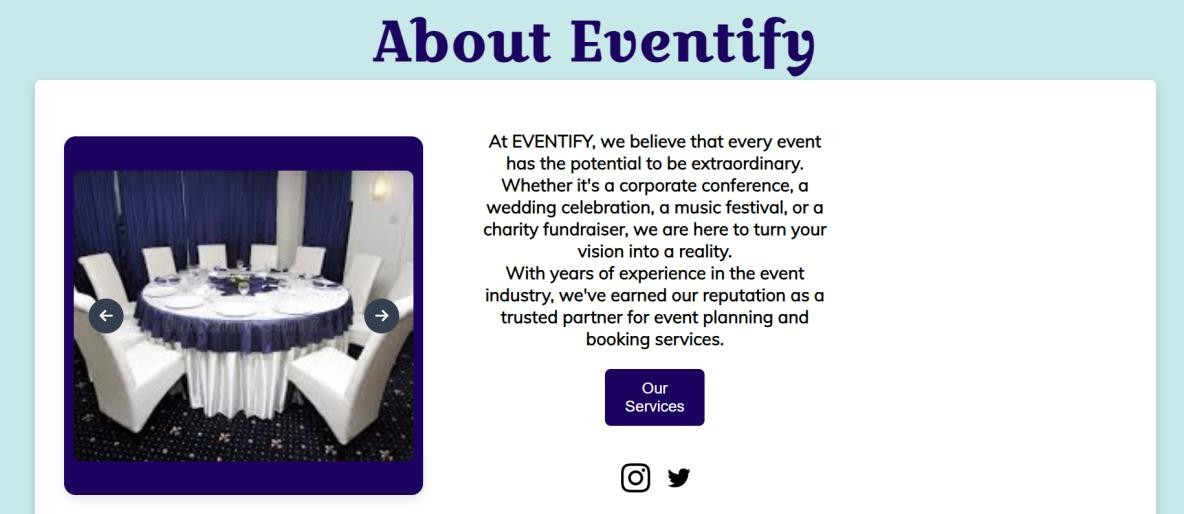 About Eventify
At EVENTIFY, we believe that every event
has the potential to be extraordinary.
Whether it's a corporate conference, a
wedding celebration, a music festival, or a
charity fundraiser, we are here to turn your
vision into a reality.
With years of experience in the event
industry, we've earned our reputation as a
trusted partner for event planning and
booking services.
Our
Services